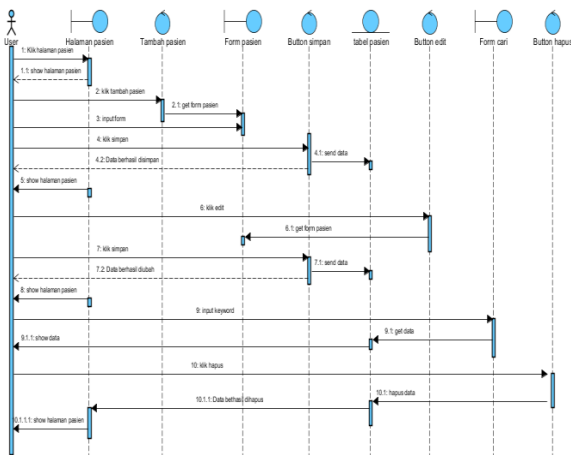 User
Halaman pasien
Tambah pasien
Form pasien
Button simpan
tabel pasien
Button edit
Form cari
Button hapus
1: Klik halaman pasien
1.1: show halaman pasien
2: klik tambah pasien
2.1: get form pasien
3: input form
4: klik simpan
4.1: send data
4.2: Data berhasil disimpan
5: show halaman pasien
6: klik edit
6.1: get form pasien
7: klik simpan
7.1: send data
7.2: Data berhasil diubah
8: show halaman pasien
9: input keyword
9.1: get data
9.1.1: show data
10: klik hapus
10.1: hapus data
10.1.1: Data bethasil dihapus
10.1.1.1: show halaman pasien